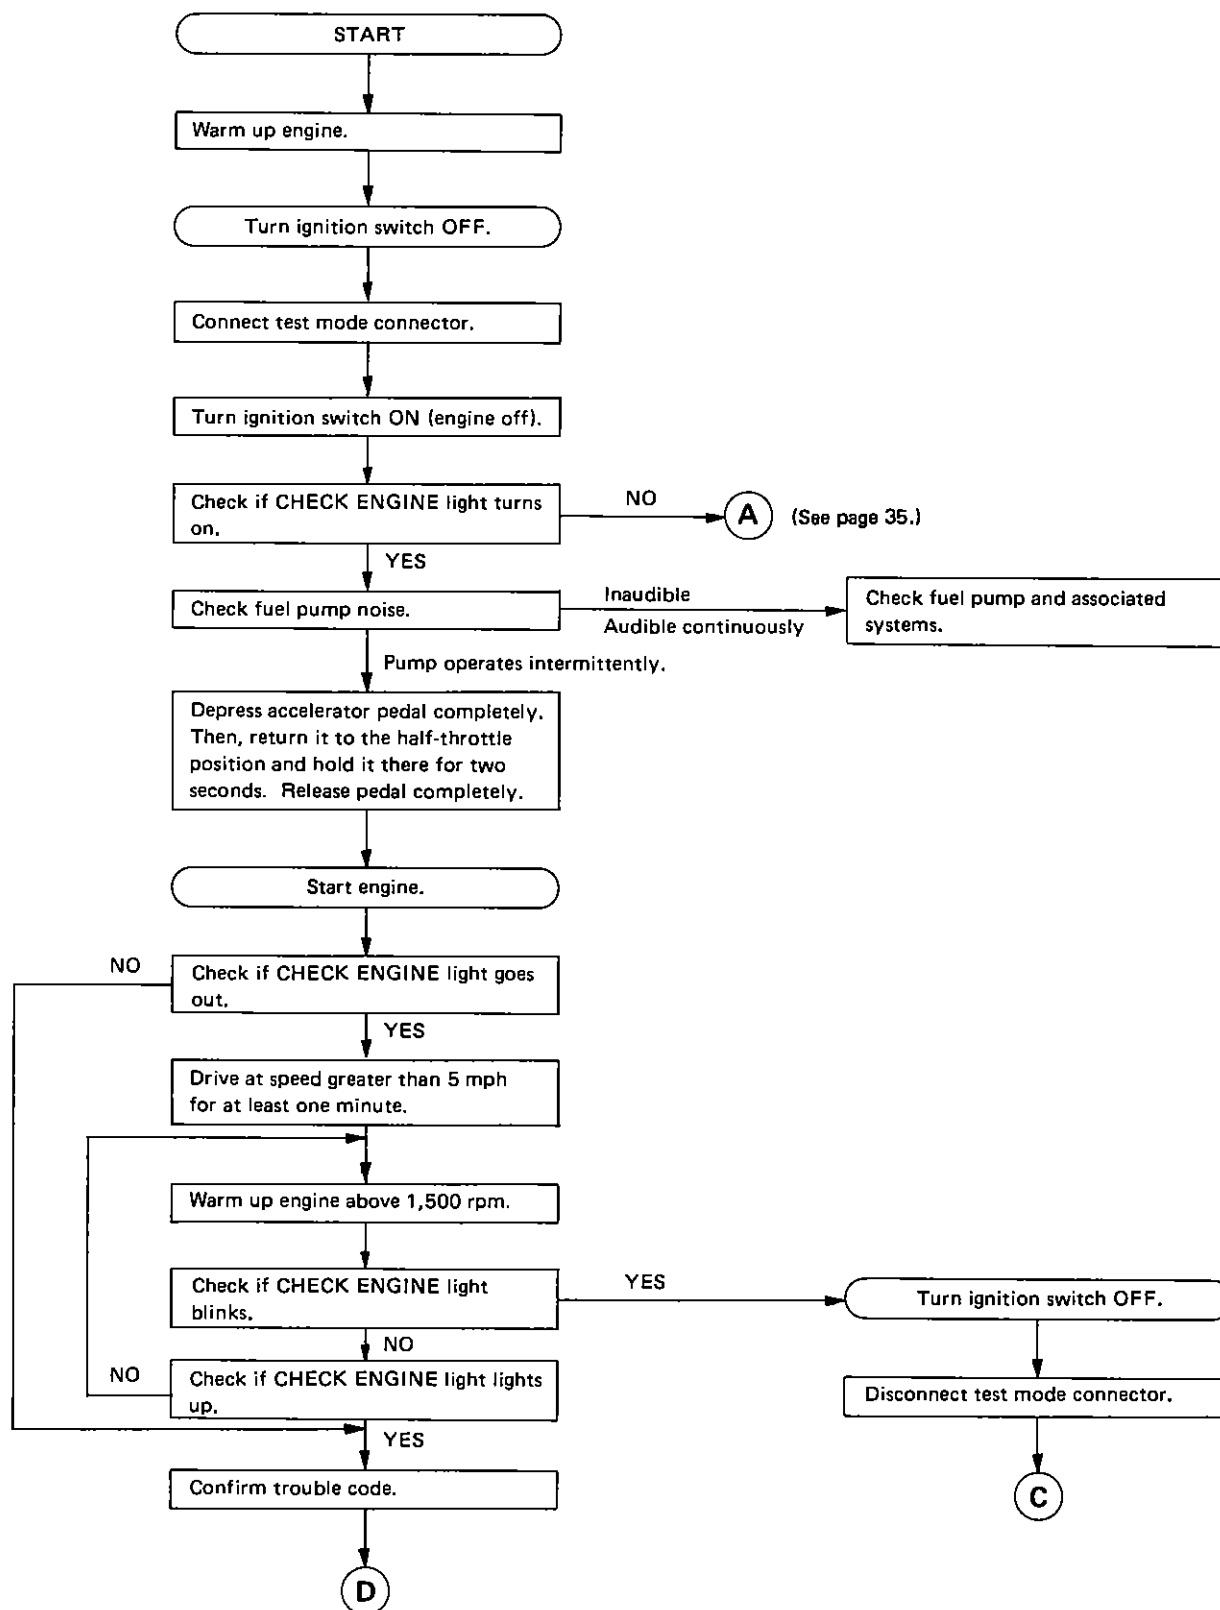 START
Warm up engine.
Turn ignition switch OFF.
Connect test mode connector.
Turn ignition switch ON (engine off).
Check if CHECK ENGINE light turns
on.
NO
A
(See page 35.)
YES
Check fuel pump noise.
Inaudible
Audible continuously
Check fuel pump and associated
systems.
Pump operates intermittently.
Depress accelerator pedal completely.
Then, return it to the half-throttle
position and hold it there for two
seconds. Release pedal completely.
Start engine.
NO
Check if CHECK ENGINE light goes
out.
YES
Drive at speed greater than 5 mph
for at least one minute.
Warm up engine above 1,500 rpm.
Check if CHECK ENGINE light
blinks.
YES
Turn ignition switch OFF.
NO
NO
Check if CHECK ENGINE light lights
up.
Disconnect test mode connector.
YES
Confirm trouble code.
C
D